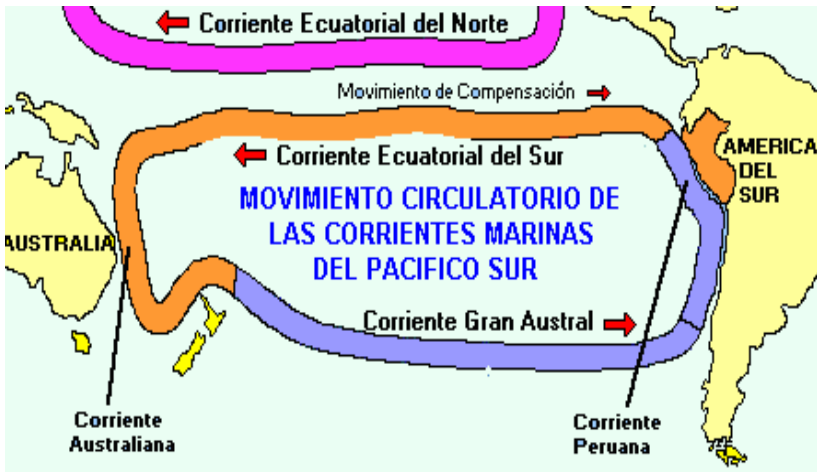 Corriente Ecuatorial del Norte
Movimiento de Compensación
Corriente Ecuatorial del Sur
AMERICA
DEL
SUR
MOVIMIENTO CIRCULATORIO DE
LAS CORRIENTES MARINAS
DEL PACIFICO SUR
AUSTRALIA
Corriente Gran Austral
Corriente
Australiana
Corriente
Peruana